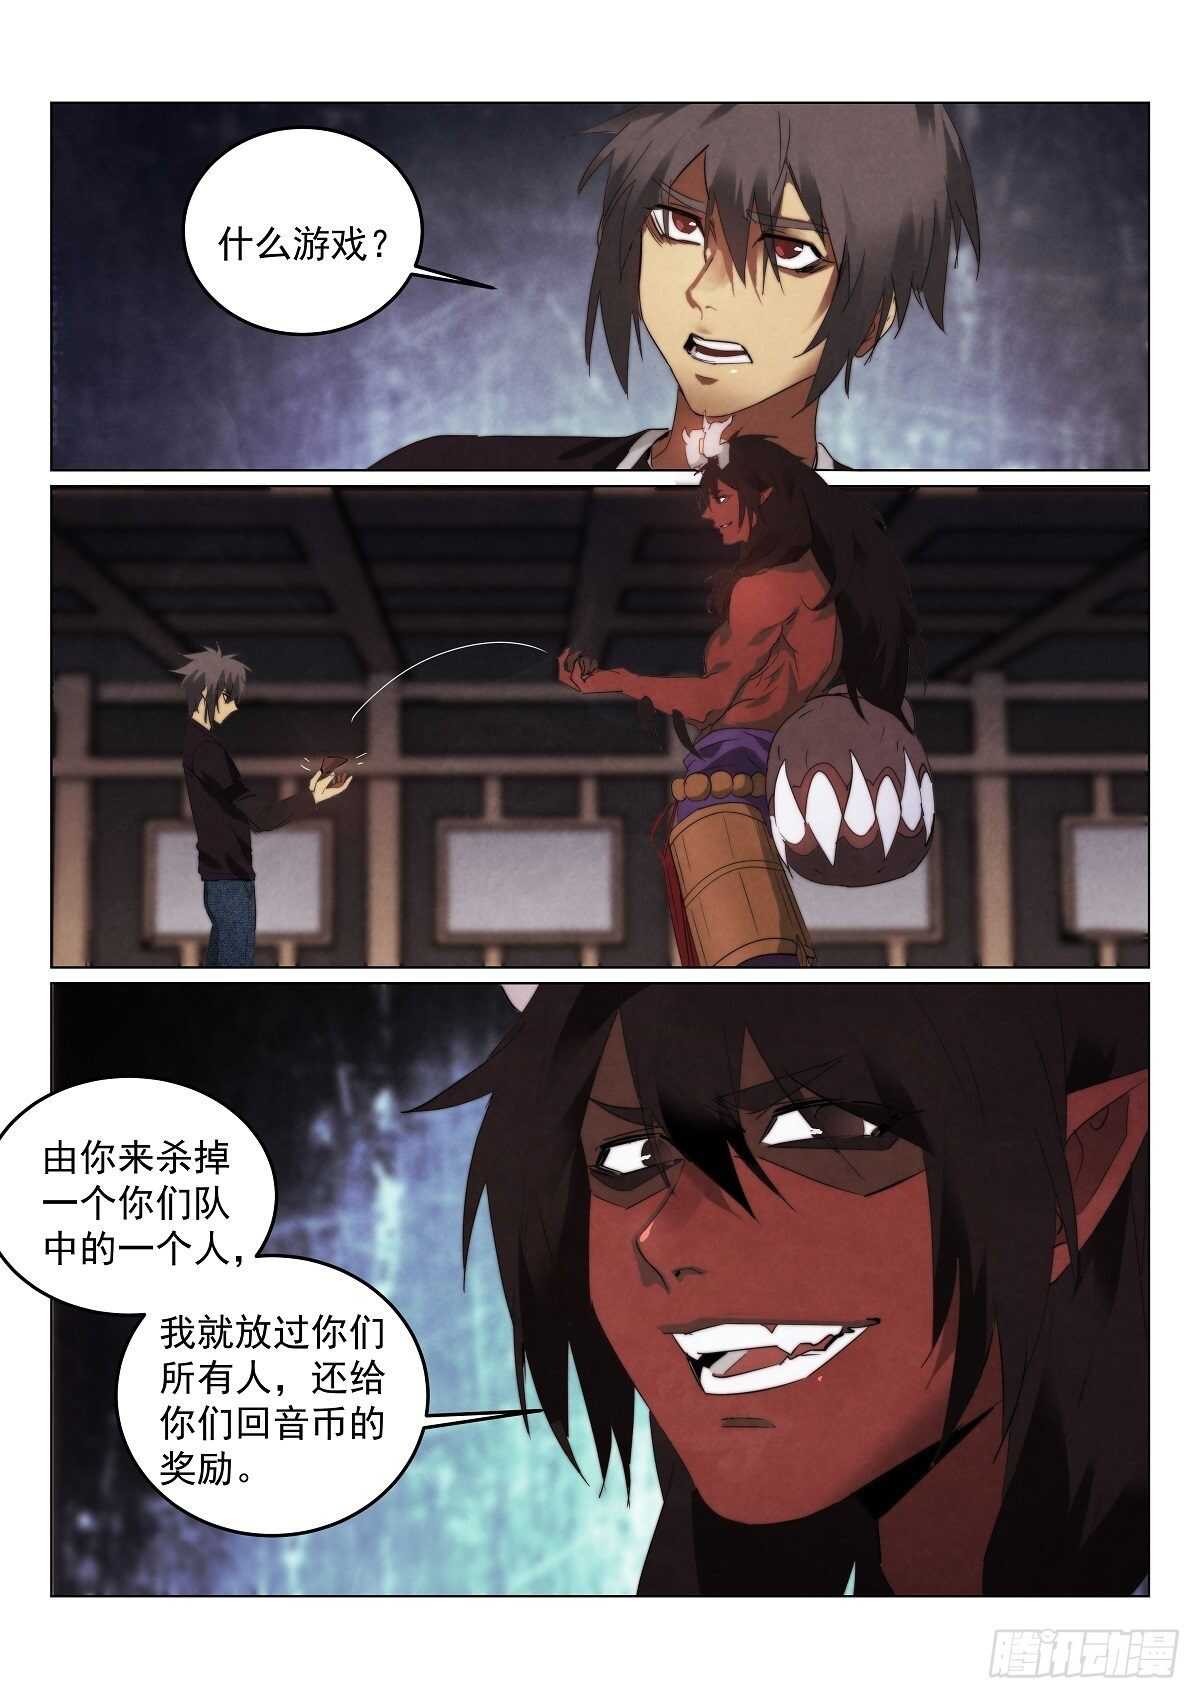 什么游戏？
由你来杀掉
一个你们队
中的一个人，
我就放过你们
所有人，还给
你们回音币的
奖励。
腾讯动漫